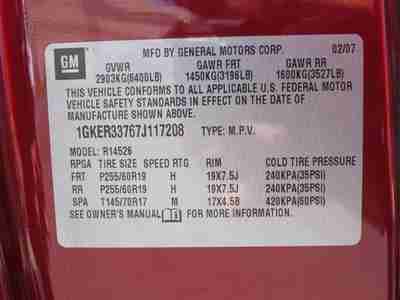 GM
MFD BY GENERAL MOTORS CORP. 02/07
GVWR GAWR FRT GAWR RR
2903KG(6400LB) 1450KG(3196LB) 1600KG(3527LB)
THIS VEHICLE CONFORMS TO ALL APPLICABLE U.S. FEDERAL MOTOR
VEHICLE SAFETY STANDARDS IN EFFECT ON THE DATE OF
MANUFACTURE SHOWN ABOVE.
1GKER33767J117208 TYPE: M.P.V.
MODEL: R14526
RPGA TIRE SIZE SPEED RTG RIM COLD TIRE PRESSURE
FRT P255/60R19 H 19X7.5J 240KPA(35PSI)
RR P255/60R19 H 19X7.5J 240KPA(35PSI)
SPA T145/70R17 M 17X4.5B 420KPA(60PSI)
SEE OWNER'S MANUAL FOR MORE INFORMATION.